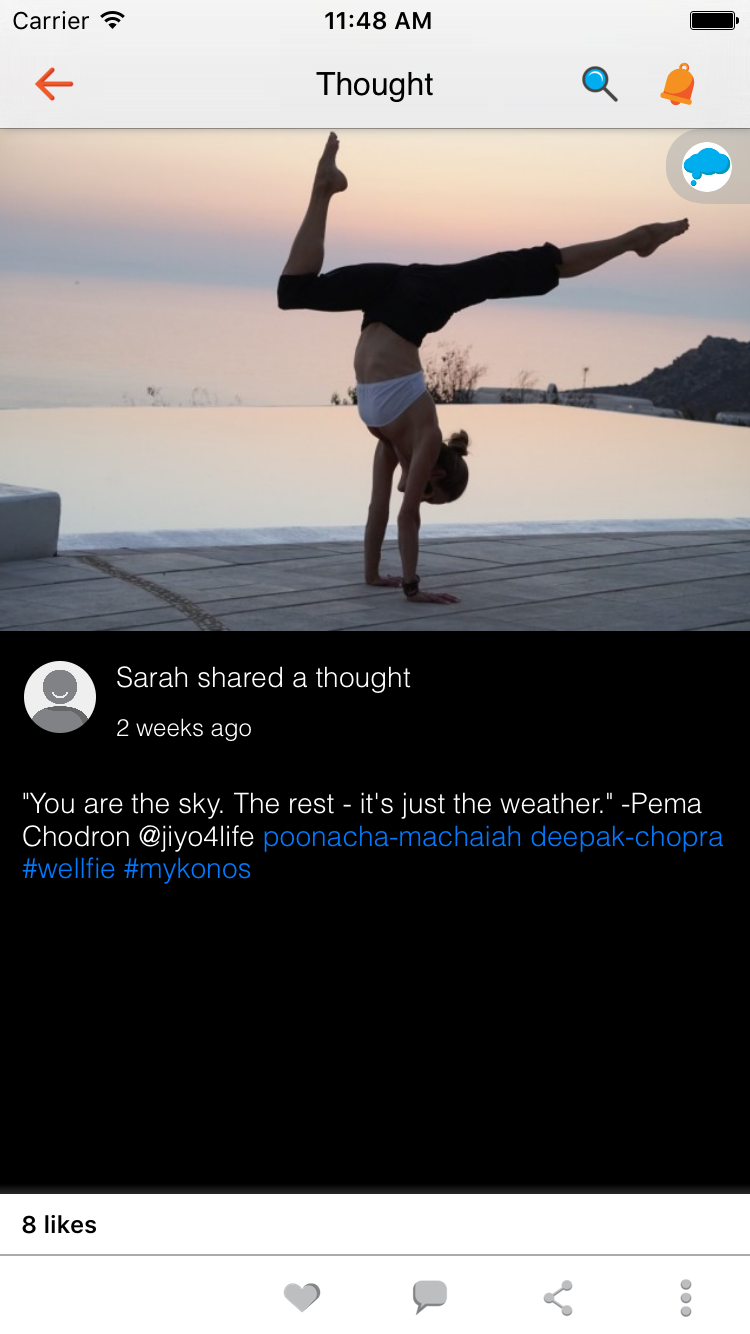 Carrier 11:48 AM
Thought
Sarah shared a thought
2 weeks ago
"You are the sky. The rest - it's just the weather." -Pema
Chodron @jiyo4life poonacha-machaiah deepak-chopra
#wellfie #mykonos
8 likes